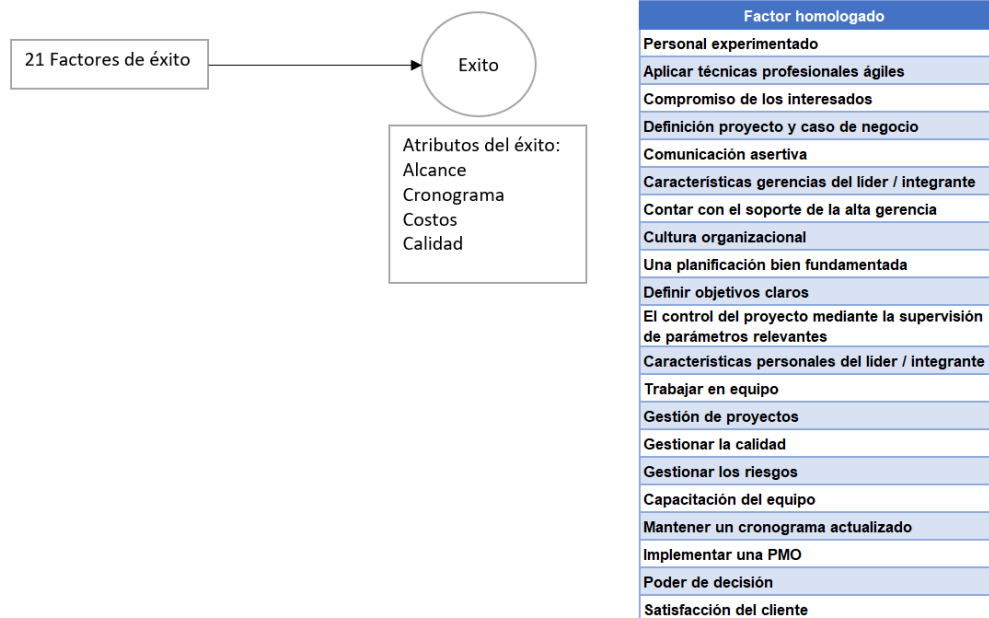 21 Factores de éxito
Exito
Atributos del éxito:
Alcance
Cronograma
Costos
Calidad
Factor homologado
Personal experimentado
Aplicar técnicas profesionales ágiles
Compromiso de los interesados
Definición proyecto y caso de negocio
Comunicación asertiva
Características gerencias del líder / integrante
Contar con el soporte de la alta gerencia
Cultura organizacional
Una planificación bien fundamentada
Definir objetivos claros
El control del proyecto mediante la supervisión
de parámetros relevantes
Características personales del líder / integrante
Trabajar en equipo
Gestión de proyectos
Gestionar la calidad
Gestionar los riesgos
Capacitación del equipo
Mantener un cronograma actualizado
Implementar una PMO
Poder de decisión
Satisfacción del cliente